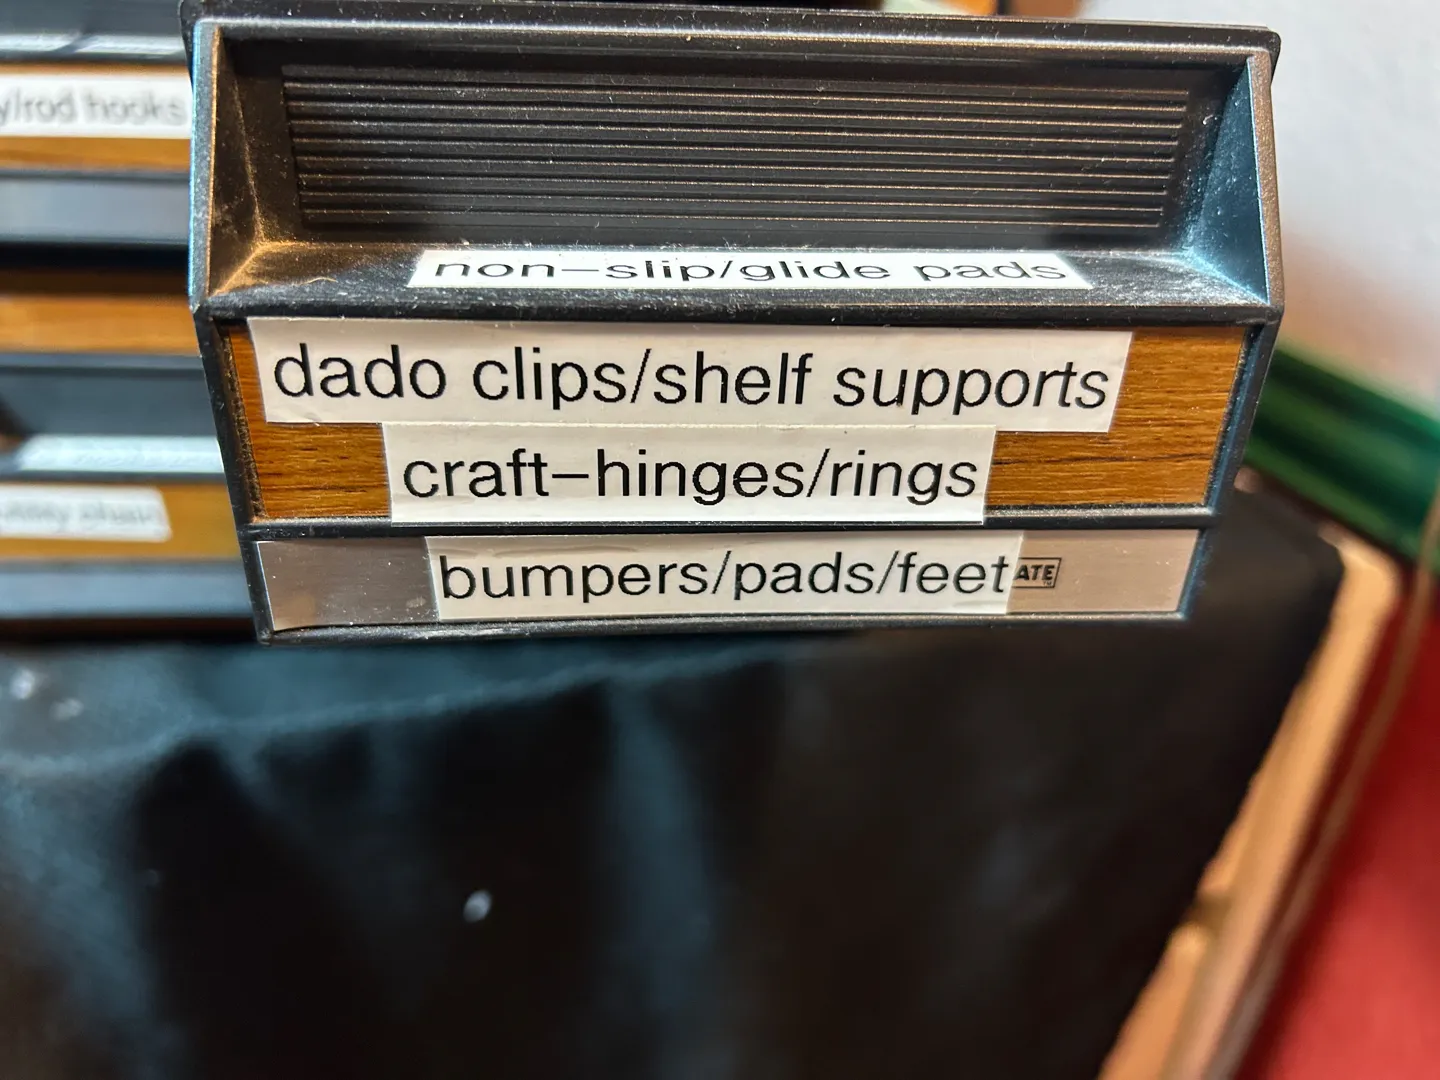 y/rod hooks
non-slip/glide pads
dado clips/shelf supports
craft-hinges/rings
bumpers/pads/feet
ATE